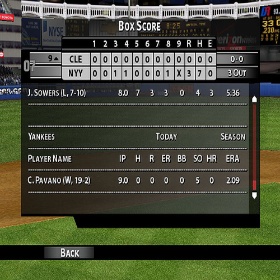 BOX SCORE
1 2 3 4 5 6 7 8 9 R H E
9
CLE 0 0 0 0 0 0 0 0 0 0 0 0 0-0
NYY 0 0 1 1 0 0 0 1 X 3 7 0 3 OUT
J. SOWERS (L, 7-10) 8.0 7 3 3 0 4 3 5.36
YANKEES TODAY SEASON
PLAYER NAME IP H R ER BB SO HR ERA
C. PAVANO (W, 19-2) 9.0 0 0 0 0 5 0 2.09
BACK